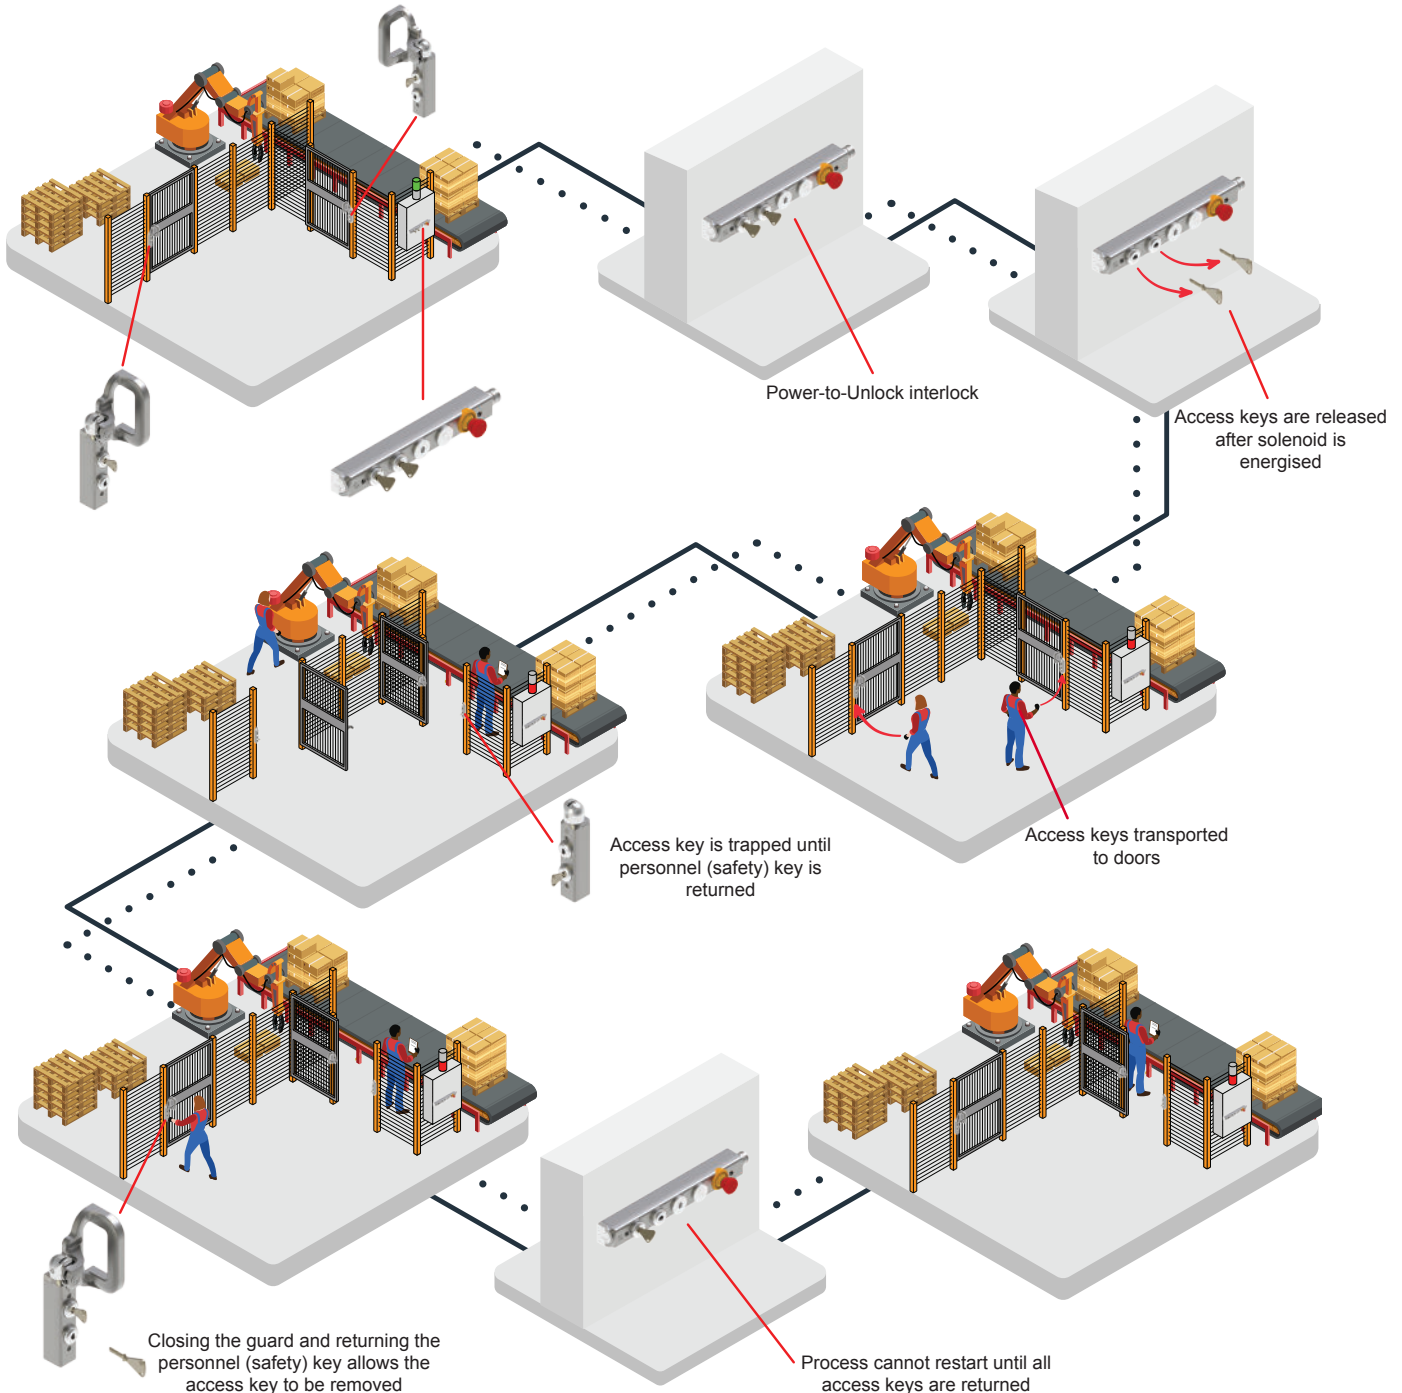 Power-to-Unlock interlock
Access keys are released
after solenoid is
energised
Access keys transported
to doors
Access key is trapped until
personnel (safety) key is
returned
Closing the guard and returning the
personnel (safety) key allows the
access key to be removed
Process cannot restart until all
access keys are returned